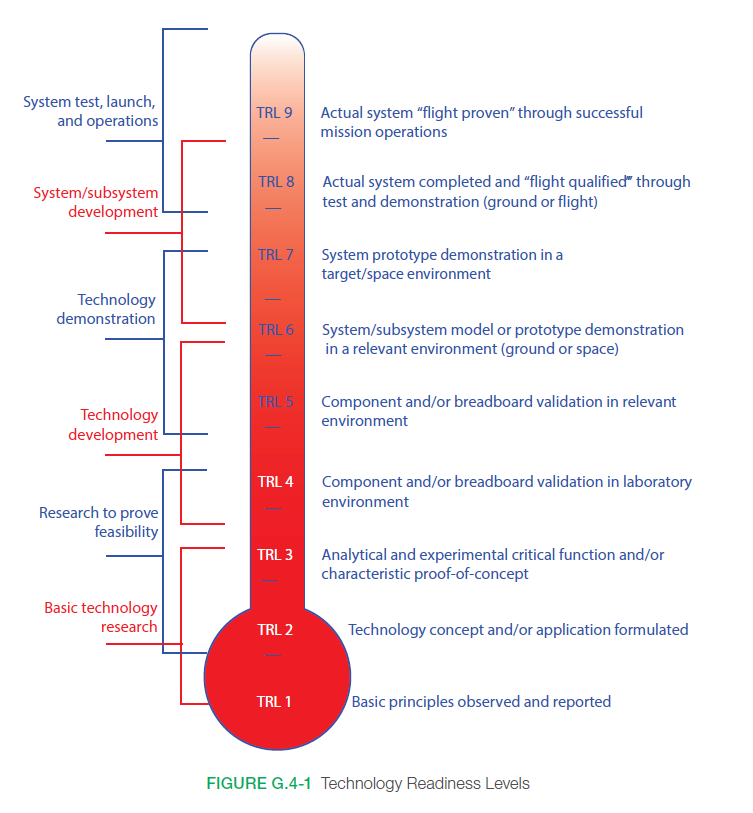 System test, launch,
and operations
System/subsystem
development
Technology
demonstration
Technology
development
Research to prove
feasibility
Basic technology
research
TRL 9
Actual system “flight proven” through successful
mission operations
TRL 8
Actual system completed and “flight qualified” through
test and demonstration (ground or flight)
TRL 7
System prototype demonstration in a
target/space environment
TRL 6
System/subsystem model or prototype demonstration
in a relevant environment (ground or space)
TRL 5
Component and/or breadboard validation in relevant
environment
TRL 4
Component and/or breadboard validation in laboratory
environment
TRL 3
Analytical and experimental critical function and/or
characteristic proof-of-concept
TRL 2
Technology concept and/or application formulated
TRL 1
Basic principles observed and reported
FIGURE G.4-1 Technology Readiness Levels